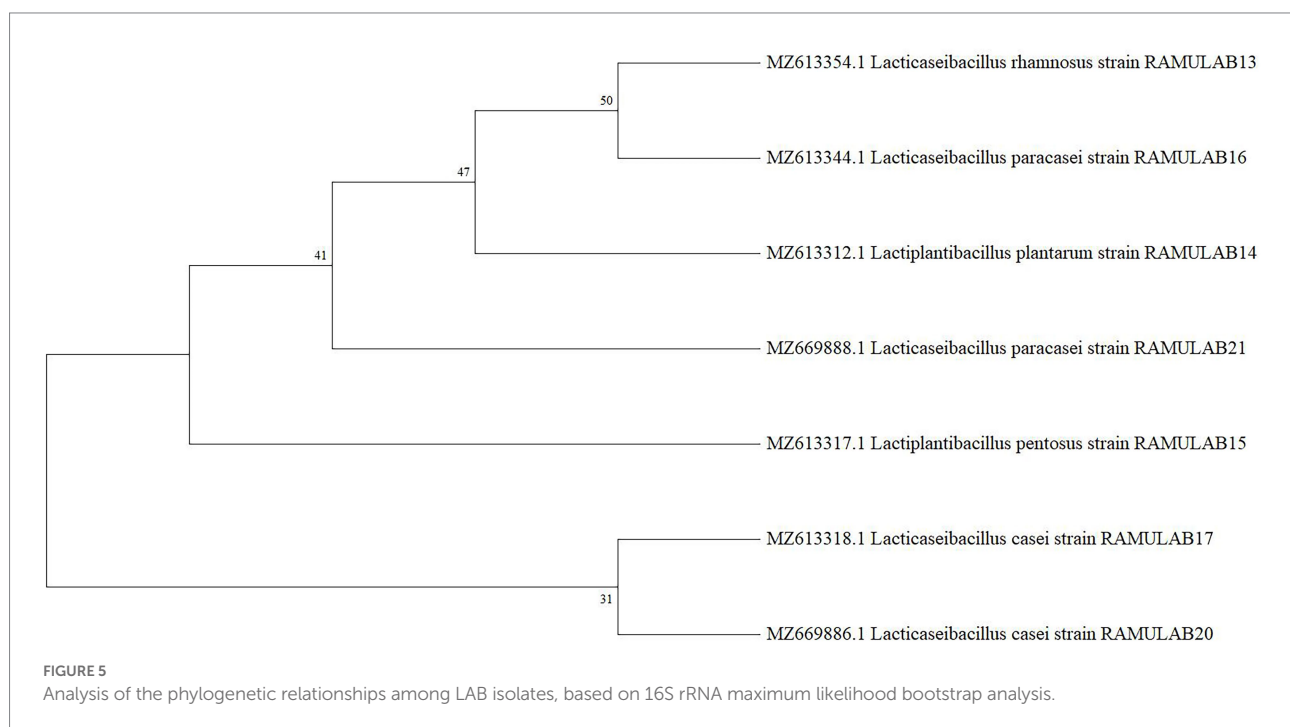 MZ613354.1 Lacticaseibacillus rhamnosus strain RAMULAB13
50
MZ613344.1 Lacticaseibacillus paracasei strain RAMULAB16
47
MZ613312.1 Lactiplantibacillus plantarum strain RAMULAB14
41
MZ669888.1 Lacticaseibacillus paracasei strain RAMULAB21
MZ613317.1 Lactiplantibacillus pentosus strain RAMULAB15
MZ613318.1 Lacticaseibacillus casei strain RAMULAB17
31
MZ669886.1 Lacticaseibacillus casei strain RAMULAB20
FIGURE 5
Analysis of the phylogenetic relationships among LAB isolates, based on 16S rRNA maximum likelihood bootstrap analysis.